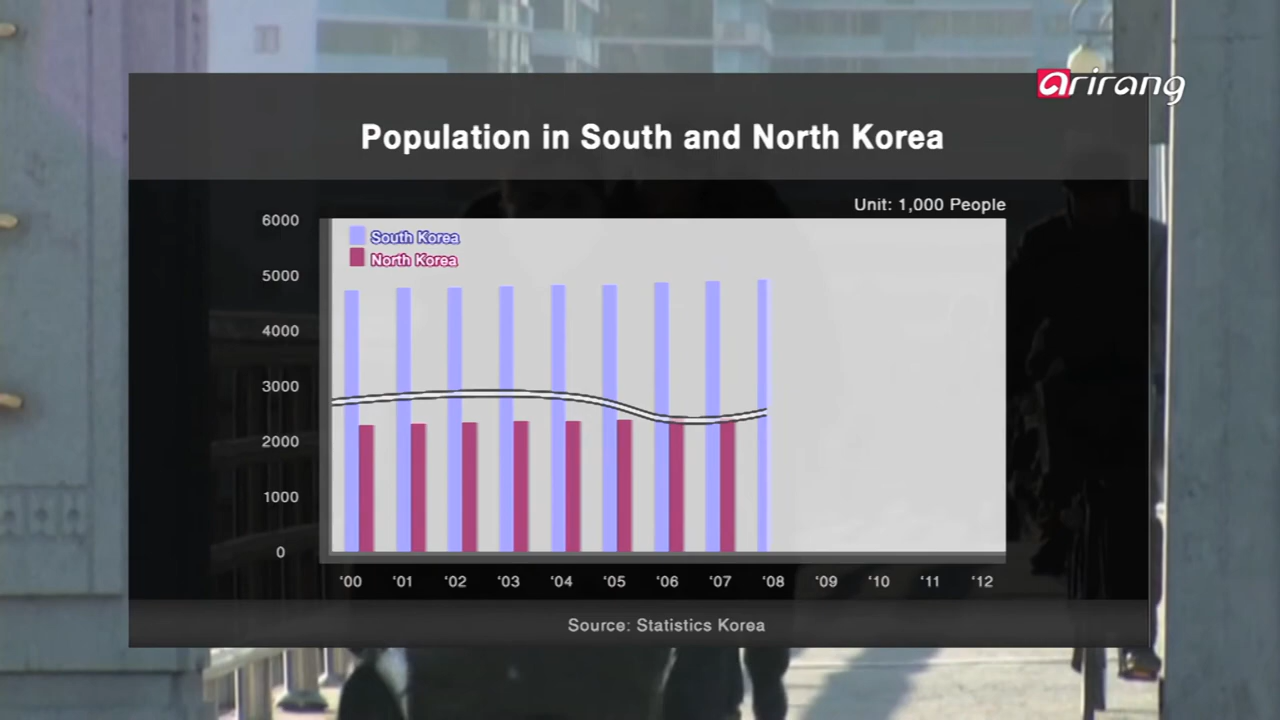 arirang
Population in South and North Korea
Unit: 1,000 People
6000
5000
4000
3000
2000
1000
0
South Korea
North Korea
‘00 ‘01 ‘02 ‘03 ‘04 ‘05 ‘06 ‘07 ‘08 ‘09 ‘10 ‘11 ‘12
Source: Statistics Korea